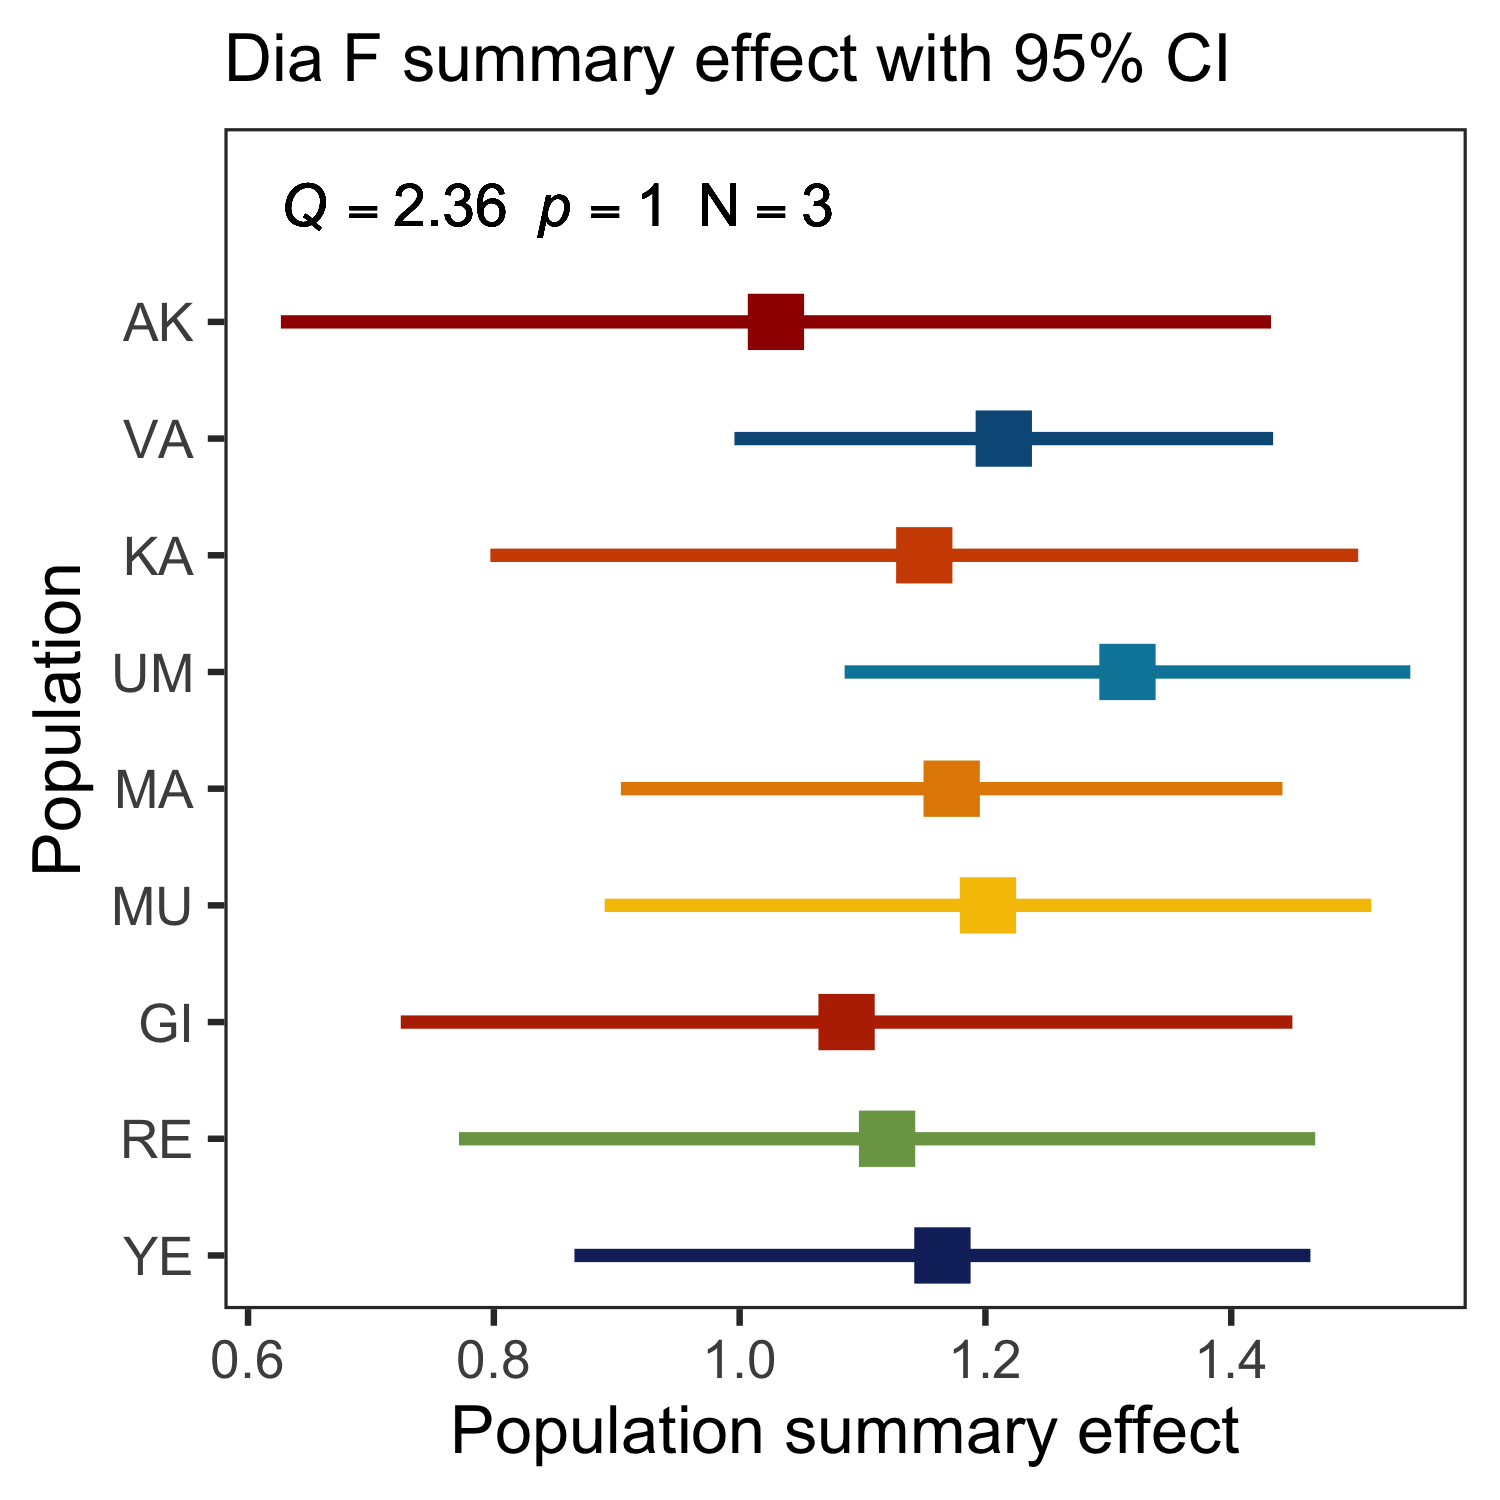 Dia F summary effect with 95% CI
Q = 2.36 p = 1 N = 3
AK
VA
KA
UM
MA
MU
GI
RE
YE
Population
0.6 0.8 1.0 1.2 1.4
Population summary effect